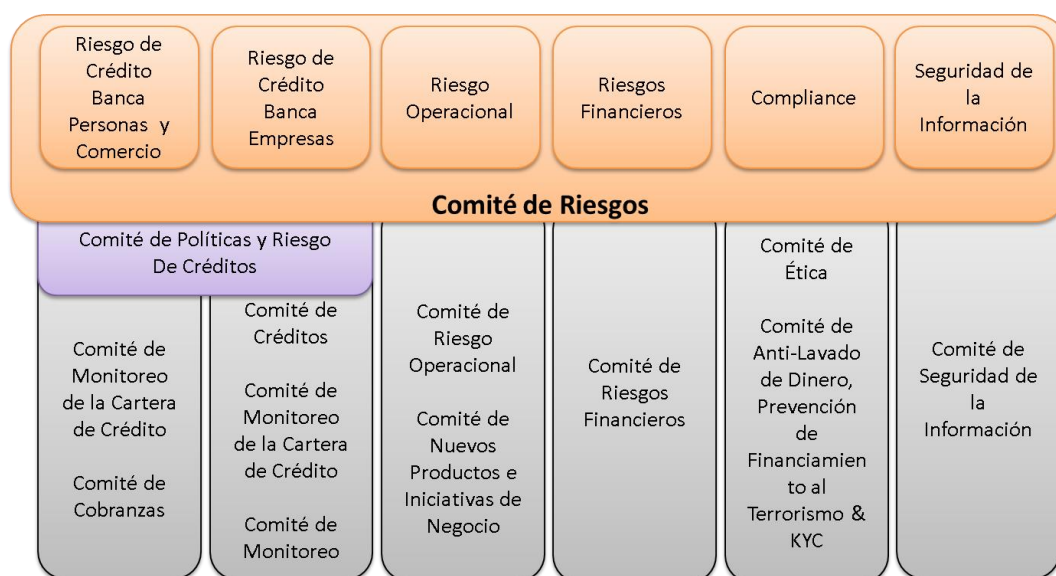 Riesgo de
Crédito
Banca
Personas y
Comercio
Riesgo de
Crédito
Banca
Empresas
Riesgo
Operacional
Riesgos
Financieros
Compliance
Seguridad de
la
Información
Comité de Riesgos
Comité de Políticas y Riesgo
De Créditos
Comité de
Monitoreo
de la Cartera
de Crédito
Comité de
Cobranzas
Comité de
Créditos
Comité de
Monitoreo
de la Cartera
de Crédito
Comité de
Monitoreo
Comité de
Riesgo
Operacional
Comité de
Nuevos
Productos e
Iniciativas de
Negocio
Comité de
Riesgos
Financieros
Comité de
Ética
Comité de
Anti-Lavado
de Dinero,
Prevención
de
Financiamien
to al
Terrorismo &
KYC
Comité de
Seguridad de
la
Información